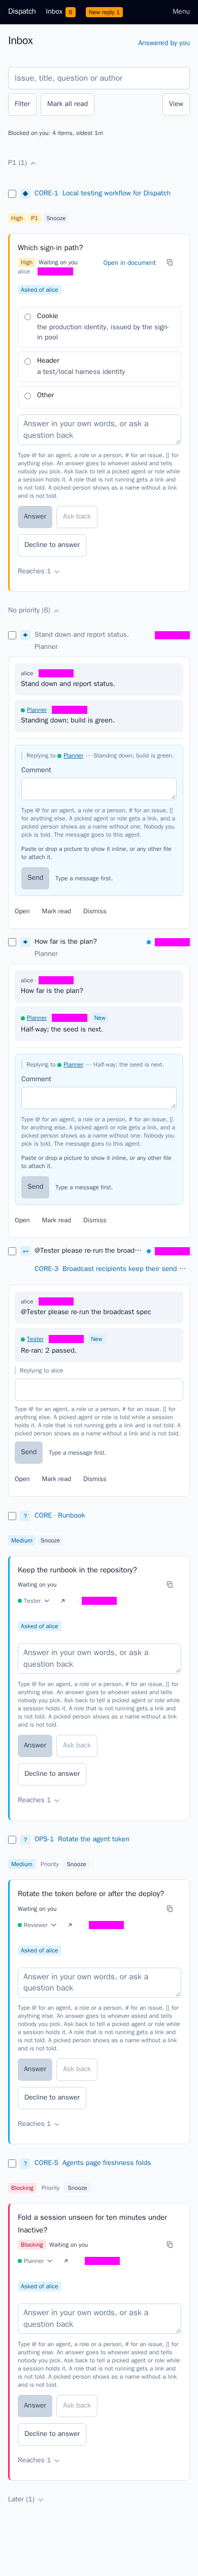 Dispatch Inbox 6 New reply 1 Menu
Inbox
Answered by you
Issue, title, question or author
Filter Mark all read View
Blocked on you: 4 items, oldest 1m
P1 (1)
CORE-1 Local testing workflow for Dispatch
High P1 Snooze
Which sign-in path?
High Waiting on you Open in document
alice ·
Asked of alice
Cookie
the production identity, issued by the sign-
in pool
Header
a test/local harness identity
Other
Answer in your own words, or ask a
question back
Type @ for an agent, a role or a person, # for an issue, [[ for
anything else. An answer goes to whoever asked and tells
nobody you pick. Ask back to tell a picked agent or role while
a session holds it. A role that is not running gets a link and
is not told. A picked person shows as a name without a link
and is not told.
Answer Ask back
Decline to answer
Reaches 1
No priority (6)
Stand down and report status.
Planner
alice ·
Stand down and report status.
Planner ·
Standing down; build is green.
Replying to Planner — Standing down; build is green.
Comment
Type @ for an agent, a role or a person, # for an issue, [[
for anything else. A picked agent or role gets a link, and a
picked person shows as a name without one. Nobody you
pick is told. The message goes to this agent.
Paste or drop a picture to show it inline, or any other file
to attach it.
Send Type a message first.
Open Mark read Dismiss
How far is the plan?
Planner
alice ·
How far is the plan?
Planner · New
Half-way; the seed is next.
Replying to Planner — Half-way; the seed is next.
Comment
Type @ for an agent, a role or a person, # for an issue, [[
for anything else. A picked agent or role gets a link, and a
picked person shows as a name without one. Nobody you
pick is told. The message goes to this agent.
Paste or drop a picture to show it inline, or any other file
to attach it.
Send Type a message first.
Open Mark read Dismiss
@Tester please re-run the broad…
CORE-3 Broadcast recipients keep their send …
alice ·
@Tester please re-run the broadcast spec
Tester · New
Re-ran: 2 passed.
Replying to alice
Type @ for an agent, a role or a person, # for an issue, [[ for
anything else. A picked agent or role is told while a session
holds it. A role that is not running gets a link and is not told. A
picked person shows as a name without a link and is not told.
Send Type a message first.
Open Mark read Dismiss
? CORE · Runbook
Medium Snooze
Keep the runbook in the repository?
Waiting on you
Tester ↗
Asked of alice
Answer in your own words, or ask a
question back
Type @ for an agent, a role or a person, # for an issue, [[ for
anything else. An answer goes to whoever asked and tells
nobody you pick. Ask back to tell a picked agent or role while
a session holds it. A role that is not running gets a link and
is not told. A picked person shows as a name without a link
and is not told.
Answer Ask back
Decline to answer
Reaches 1
? OPS-1 Rotate the agent token
Medium Priority Snooze
Rotate the token before or after the deploy?
Waiting on you
Reviewer ↗
Asked of alice
Answer in your own words, or ask a
question back
Type @ for an agent, a role or a person, # for an issue, [[ for
anything else. An answer goes to whoever asked and tells
nobody you pick. Ask back to tell a picked agent or role while
a session holds it. A role that is not running gets a link and
is not told. A picked person shows as a name without a link
and is not told.
Answer Ask back
Decline to answer
Reaches 1
? CORE-5 Agents page freshness folds
Blocking Priority Snooze
Fold a session unseen for ten minutes under
Inactive?
Blocking Waiting on you
Planner ↗
Asked of alice
Answer in your own words, or ask a
question back
Type @ for an agent, a role or a person, # for an issue, [[ for
anything else. An answer goes to whoever asked and tells
nobody you pick. Ask back to tell a picked agent or role while
a session holds it. A role that is not running gets a link and
is not told. A picked person shows as a name without a link
and is not told.
Answer Ask back
Decline to answer
Reaches 1
Later (1)